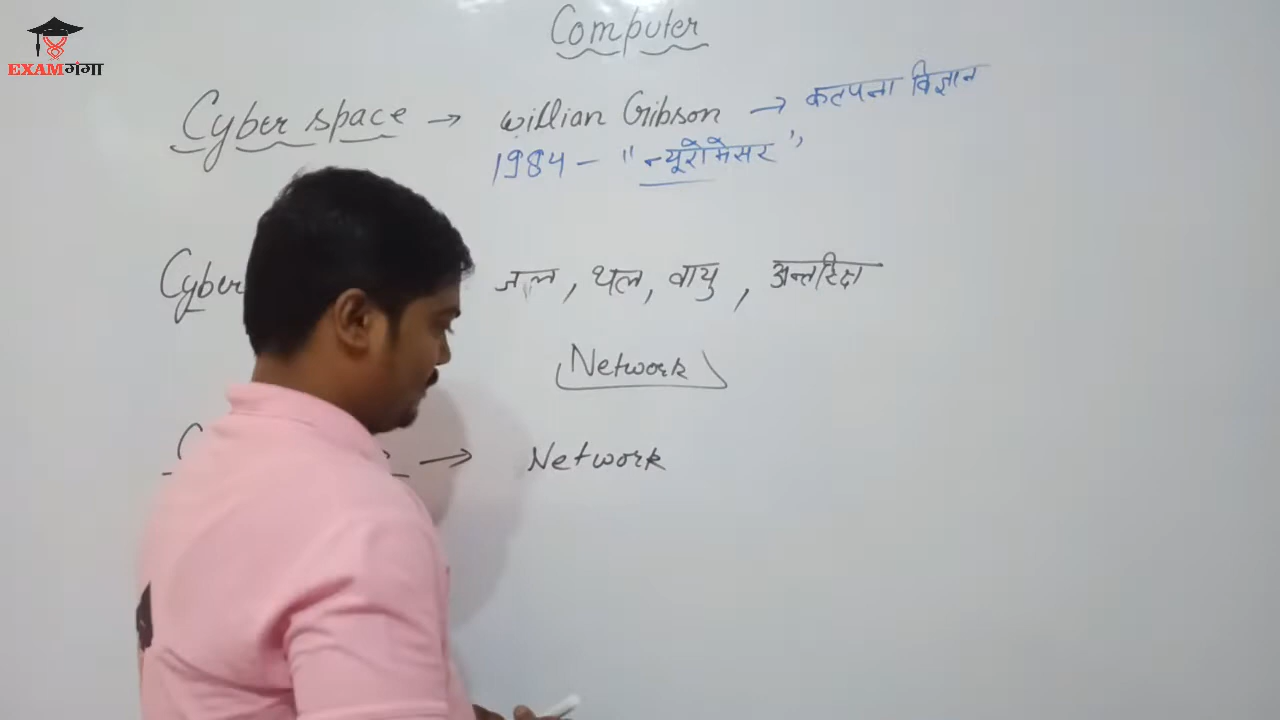 EXAMगंगा
Computer
Cyber space → willian Gibson → कल्पना विज्ञान
1984 – "न्यूरोमेंसर"
Cyber जल, थल, वायु, अन्तरिक्ष
Network
→ Network